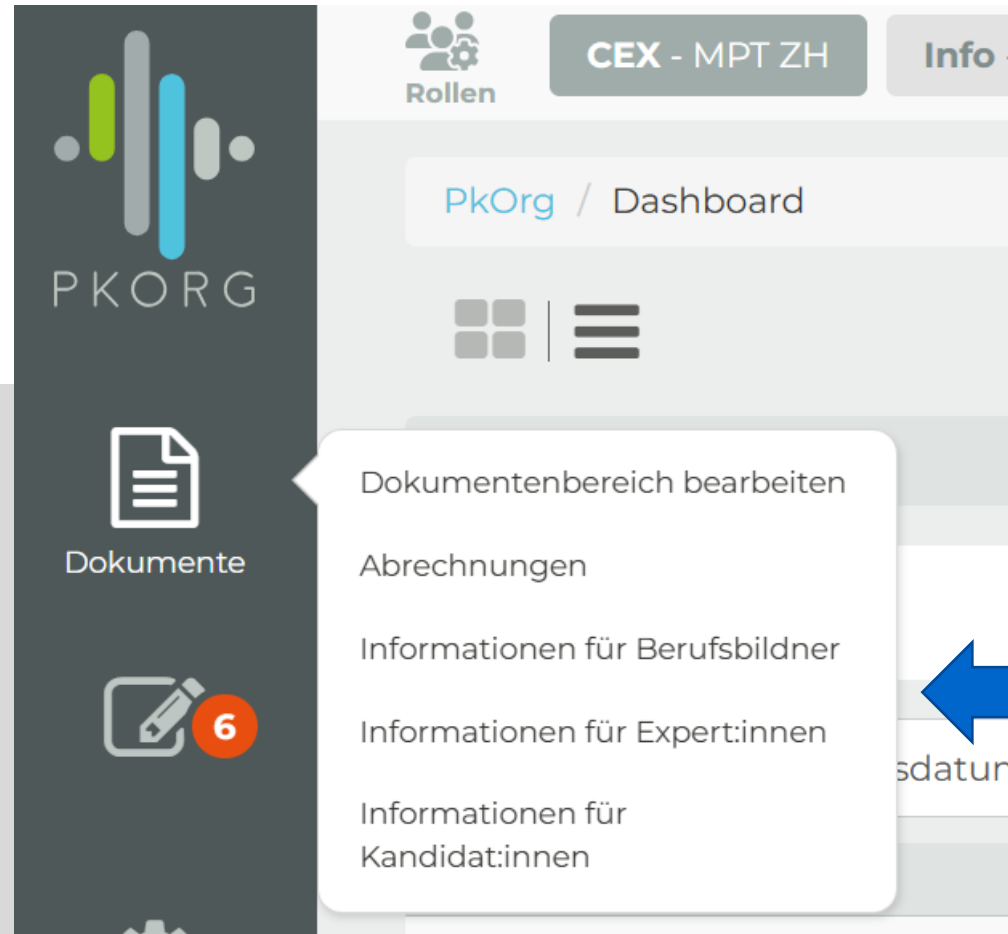 Rollen
CEX - MPT ZH
Info
PkOrg / Dashboard
PKORG
Dokumente
Dokumentenbereich bearbeiten
Abrechnungen
Informationen für Berufsbildner
Informationen für Expert:innen
Informationen für
Kandidat:innen
6